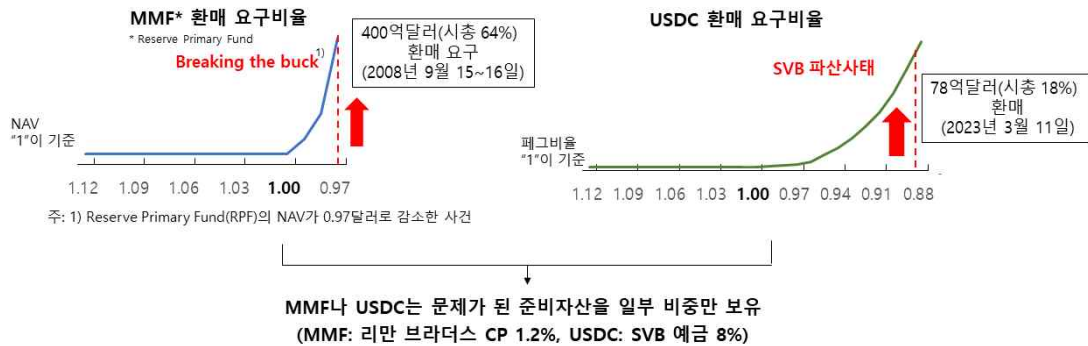 MMF* 환매 요구비율
* Reserve Primary Fund
Breaking the buck 1)
400억달러(시총 64%)
환매 요구
(2008년 9월 15~16일)
NAV
“1”이 기준
1.12 1.09 1.06 1.03 1.00 0.97
주: 1) Reserve Primary Fund(RPF)의 NAV가 0.97달러로 감소한 사건
USDC 환매 요구비율
SVB 파산사태
78억달러(시총 18%)
환매
(2023년 3월 11일)
페그비율
“1”이 기준
1.12 1.09 1.06 1.03 1.00 0.97 0.94 0.91 0.88
MMF나 USDC는 문제가 된 준비자산을 일부 비중만 보유
(MMF: 리만 브라더스 CP 1.2%, USDC: SVB 예금 8%)